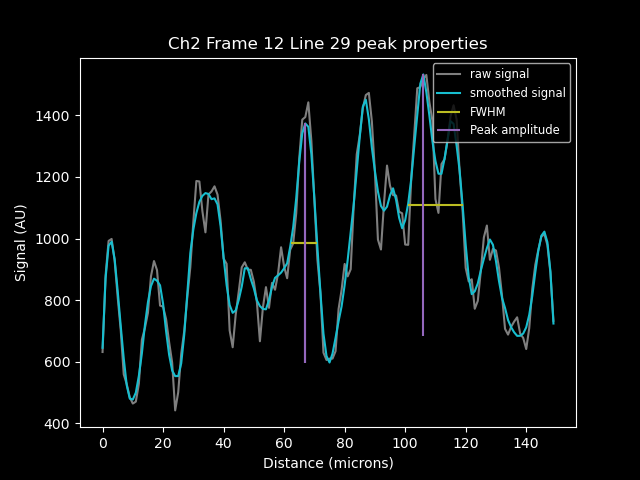 Ch2 Frame 12 Line 29 peak properties
raw signal
smoothed signal
FWHM
Peak amplitude
1400
1200
1000
800
600
400
Signal (AU)
0 20 40 60 80 100 120 140
Distance (microns)